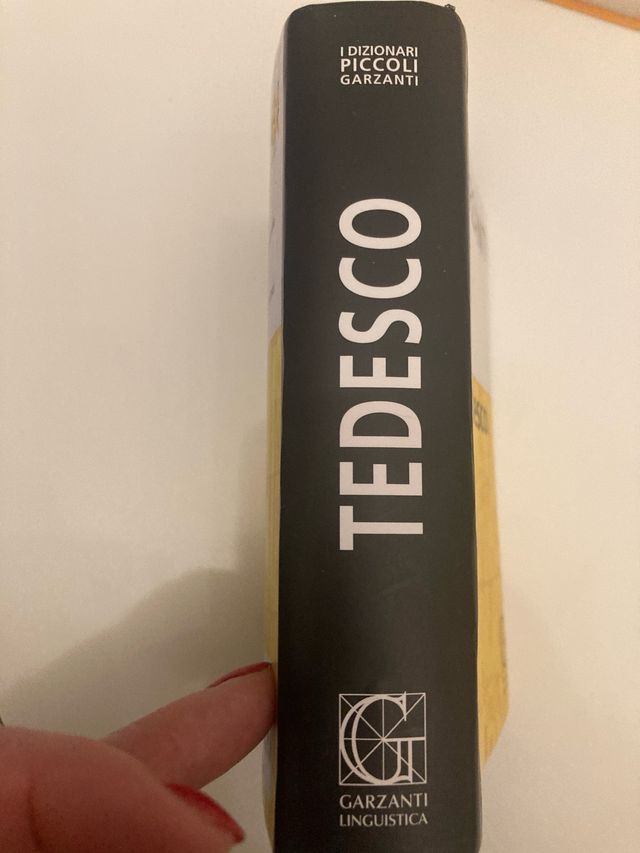 I DIZIONARI
PICCOLI
GARZANTI
TEDESCO
GARZANTI
LINGUISTICA